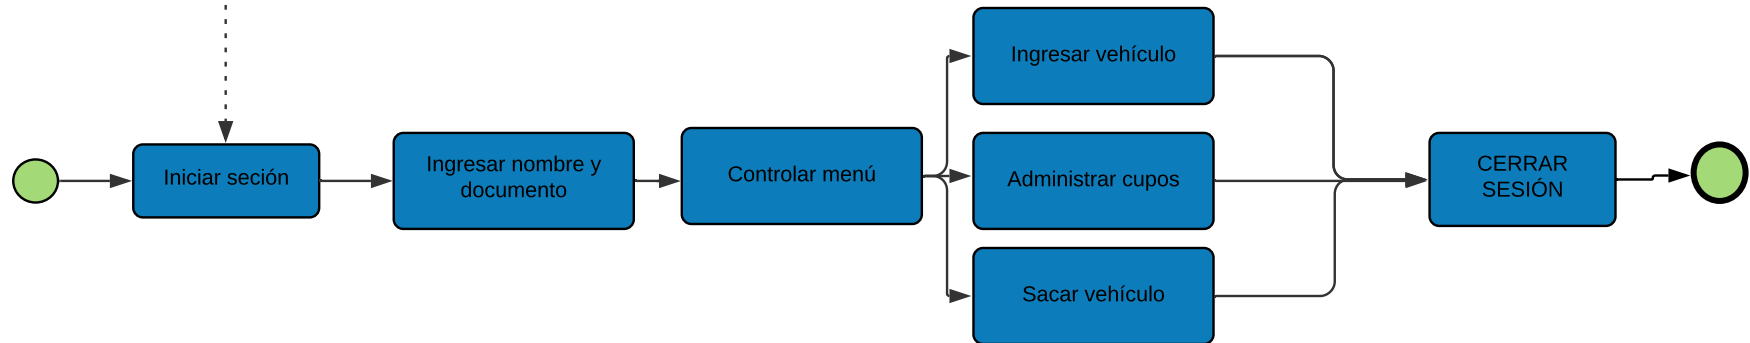 Iniciar seción
Ingresar nombre y
documento
Controlar menú
Ingresar vehículo
Administrar cupos
Sacar vehículo
CERRAR
SESIÓN